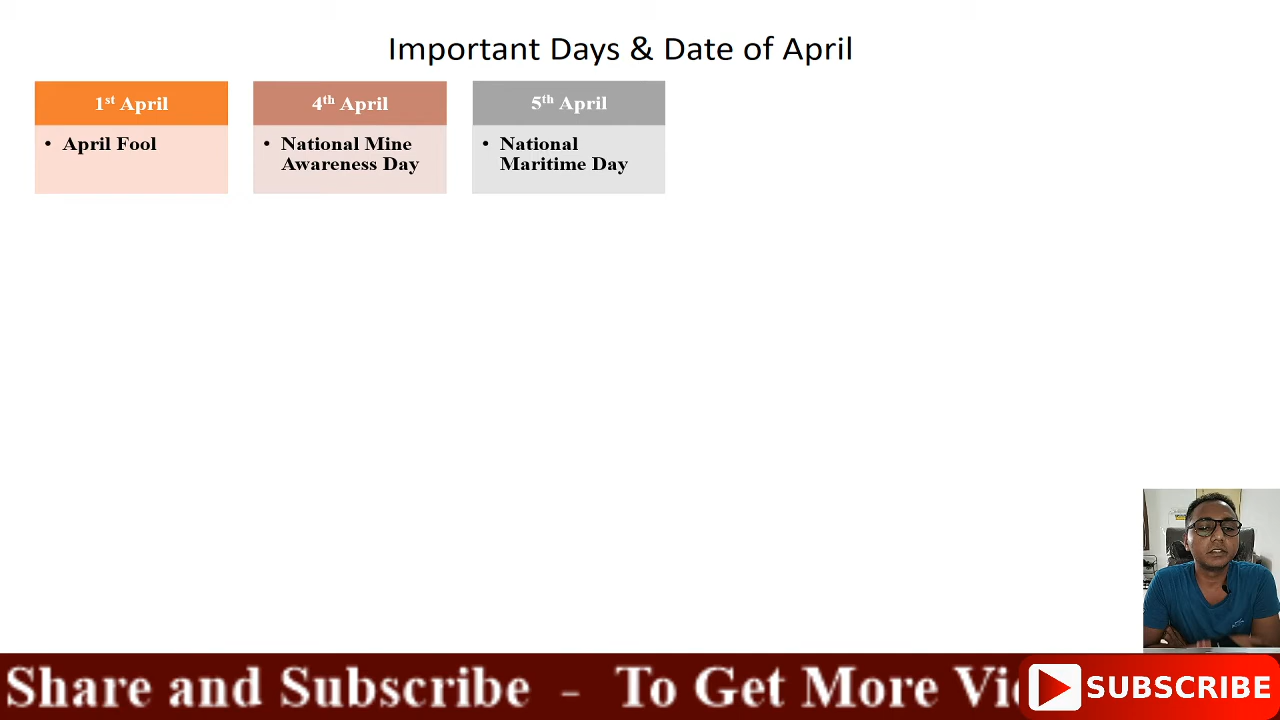 Important Days & Date of April
1st April
• April Fool
4th April
• National Mine
Awareness Day
5th April
• National
Maritime Day
Share and Subscribe - To Get More
SUBSCRIBE